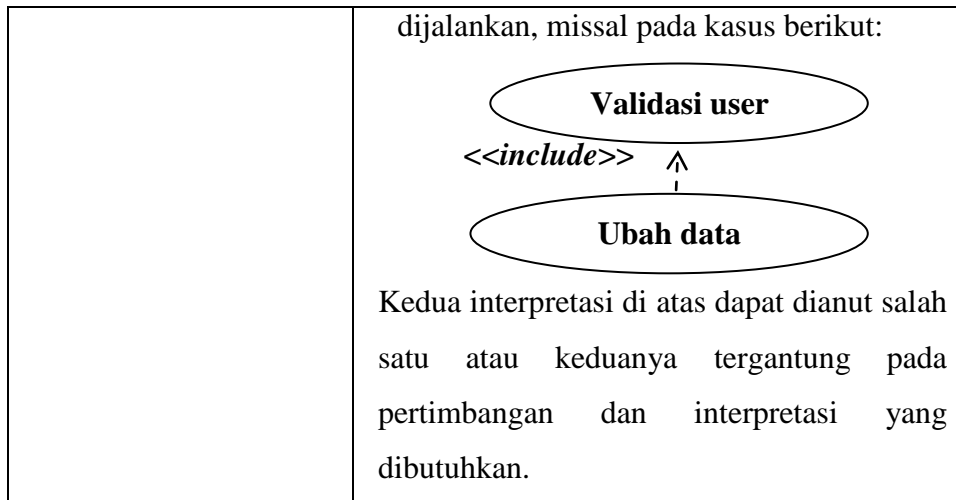 dijalankan, missal pada kasus berikut:
Validasi user
<<include>>
Ubah data
Kedua interpretasi di atas dapat dianut salah
satu atau keduanya tergantung pada
pertimbangan dan interpretasi yang
dibutuhkan.